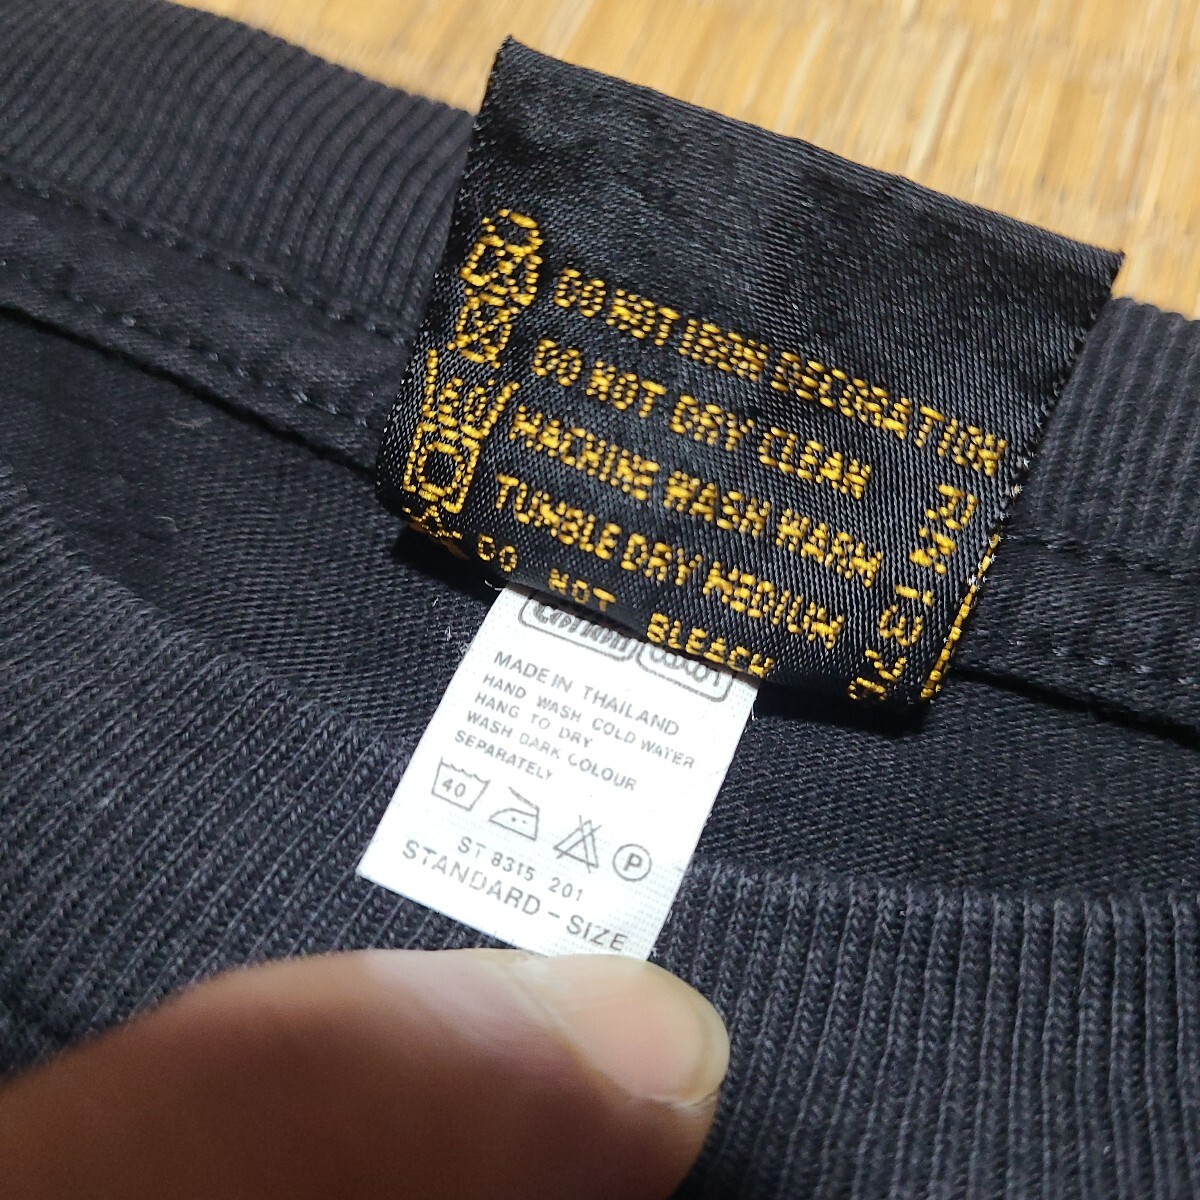 DO NOT IRON DECORATION
DO NOT DRY CLEAN
MACHINE WASH WARM
TUMBLE DRY MEDIUM
DO NOT BLEACH
MADE IN THAILAND
HAND WASH COLD WATER
HANG TO DRY
WASH DARK COLOUR
SEPARATELY
40
P
ST 8315 201
STANDARD-SIZE